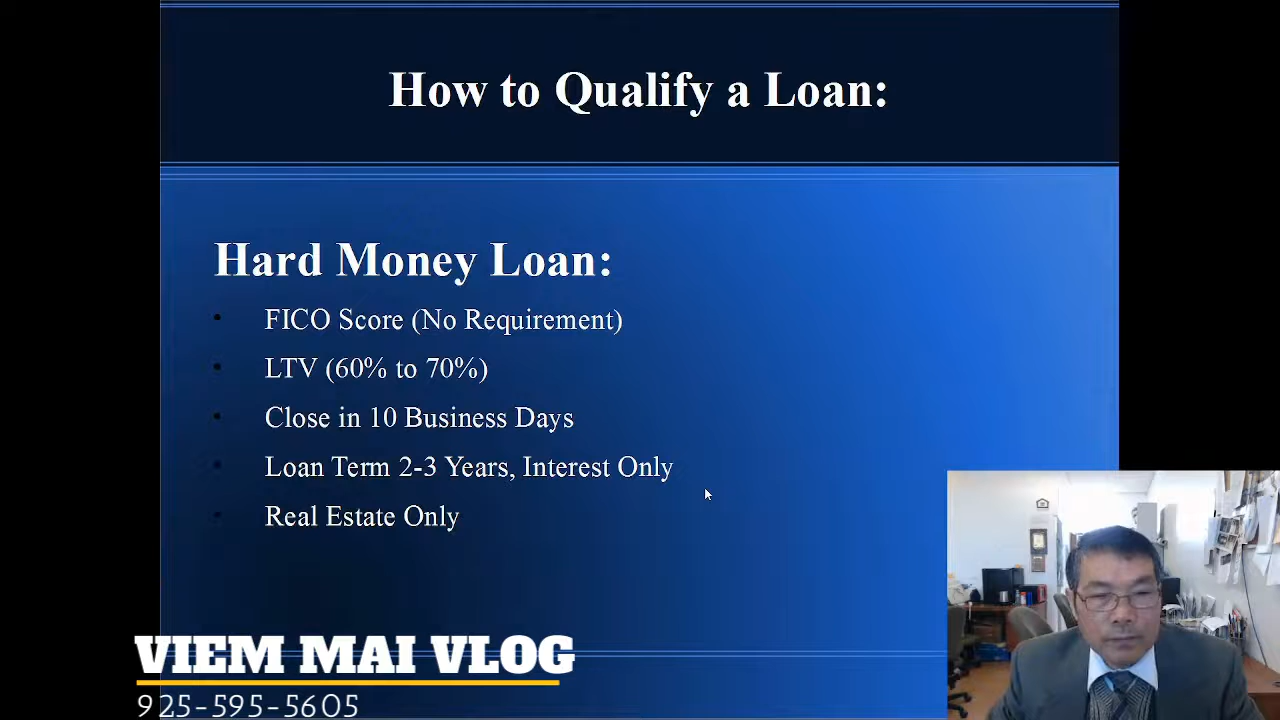 How to Qualify a Loan:
Hard Money Loan:
• FICO Score (No Requirement)
• LTV (60% to 70%)
• Close in 10 Business Days
• Loan Term 2-3 Years, Interest Only
• Real Estate Only
VIEM MAI VLOG
925-595-5605